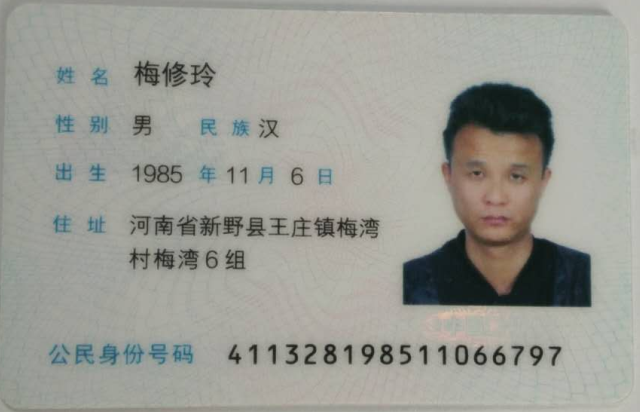 姓名 梅修玲
性别 男 民族 汉
出生 1985 年 11 月 6 日
住址 河南省新野县王庄镇梅湾
村梅湾6组
公民身份号码 411328198511066797